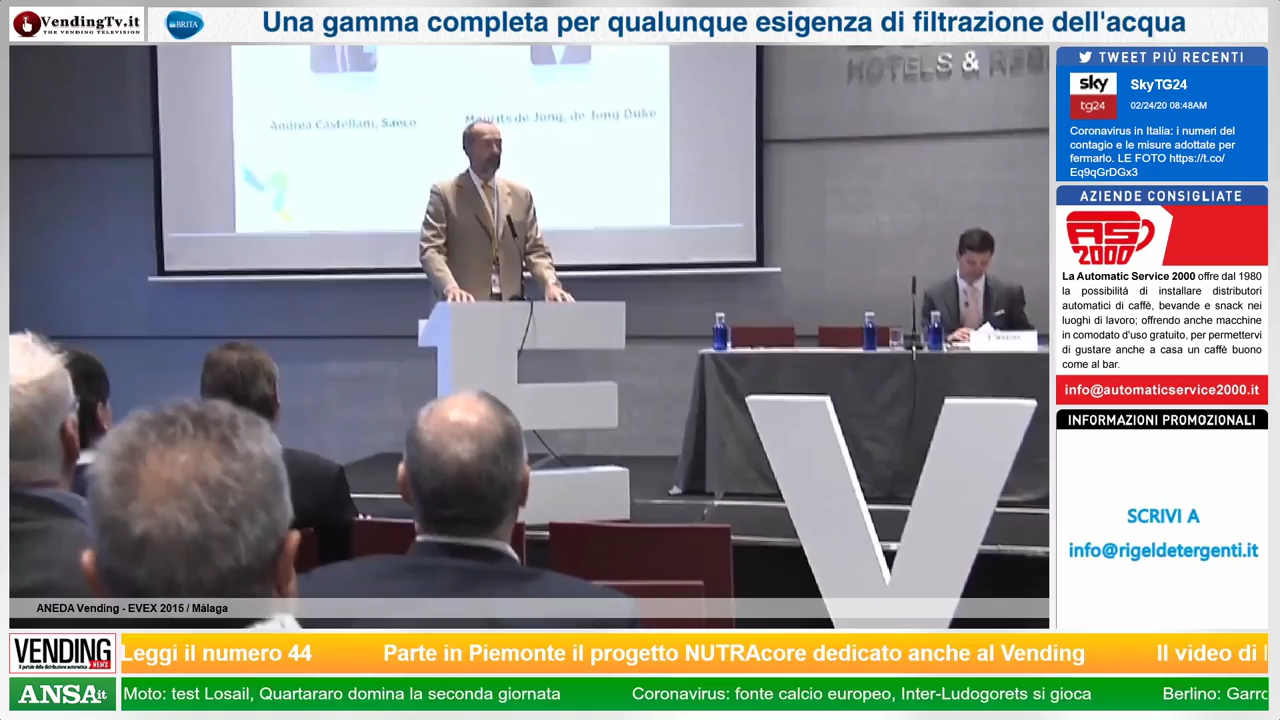 VendingTv.it
THE VENDING TELEVISION
BRITA
Una gamma completa per qualunque esigenza di filtrazione dell'acqua
HOTELS &
Andrea Castellani, Saeco
Maurits de Jong, de Jong Duke
E
V
ANEDA Vending - EVEX 2015 / Málaga
TWEET PIÙ RECENTI
sky
tg24
SkyTG24
02/24/20 08:48AM
Coronavirus in Italia: i numeri del
contagio e le misure adottate per
fermarlo. LE FOTO https://t.co/
Eq9qGrDGx3
AZIENDE CONSIGLIATE
AS
2000
La Automatic Service 2000 offre dal 1980
la possibilità di installare distributori
automatici di caffè, bevande e snack nei
luoghi di lavoro; offrendo anche macchine
in comodato d'uso gratuito, per permettervi
di gustare anche a casa un caffè buono
come al bar.
info@automaticservice2000.it
INFORMAZIONI PROMOZIONALI
SCRIVI A
info@rigeldetergenti.it
VENDING
il portale della distribuzione automatica
NEWS
Leggi il numero 44
Parte in Piemonte il progetto NUTRAcore dedicato anche al Vending
Il video di
ANSA.it
Moto: test Losail, Quartararo domina la seconda giornata
Coronavirus: fonte calcio europeo, Inter-Ludogorets si gioca
Berlino: Garro